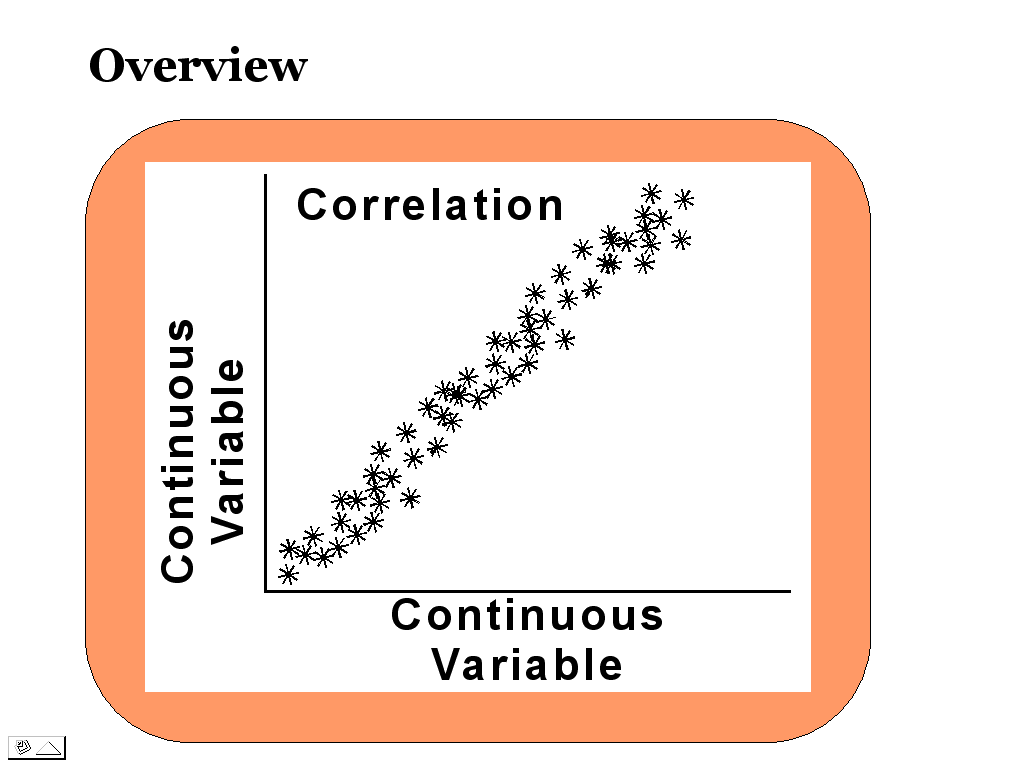 Overview
Correlation
Continuous
Variable
Continuous
Variable